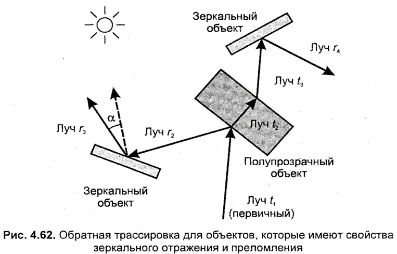 Зеркальный
объект
Луч r₄
Луч t₃
Луч r₃
α
Луч r₂
Луч t₂
Полупрозрачный
объект
Зеркальный
объект
Луч t₁
(первичный)
Рис. 4.62. Обратная трассировка для объектов, которые имеют свойства
зеркального отражения и преломления